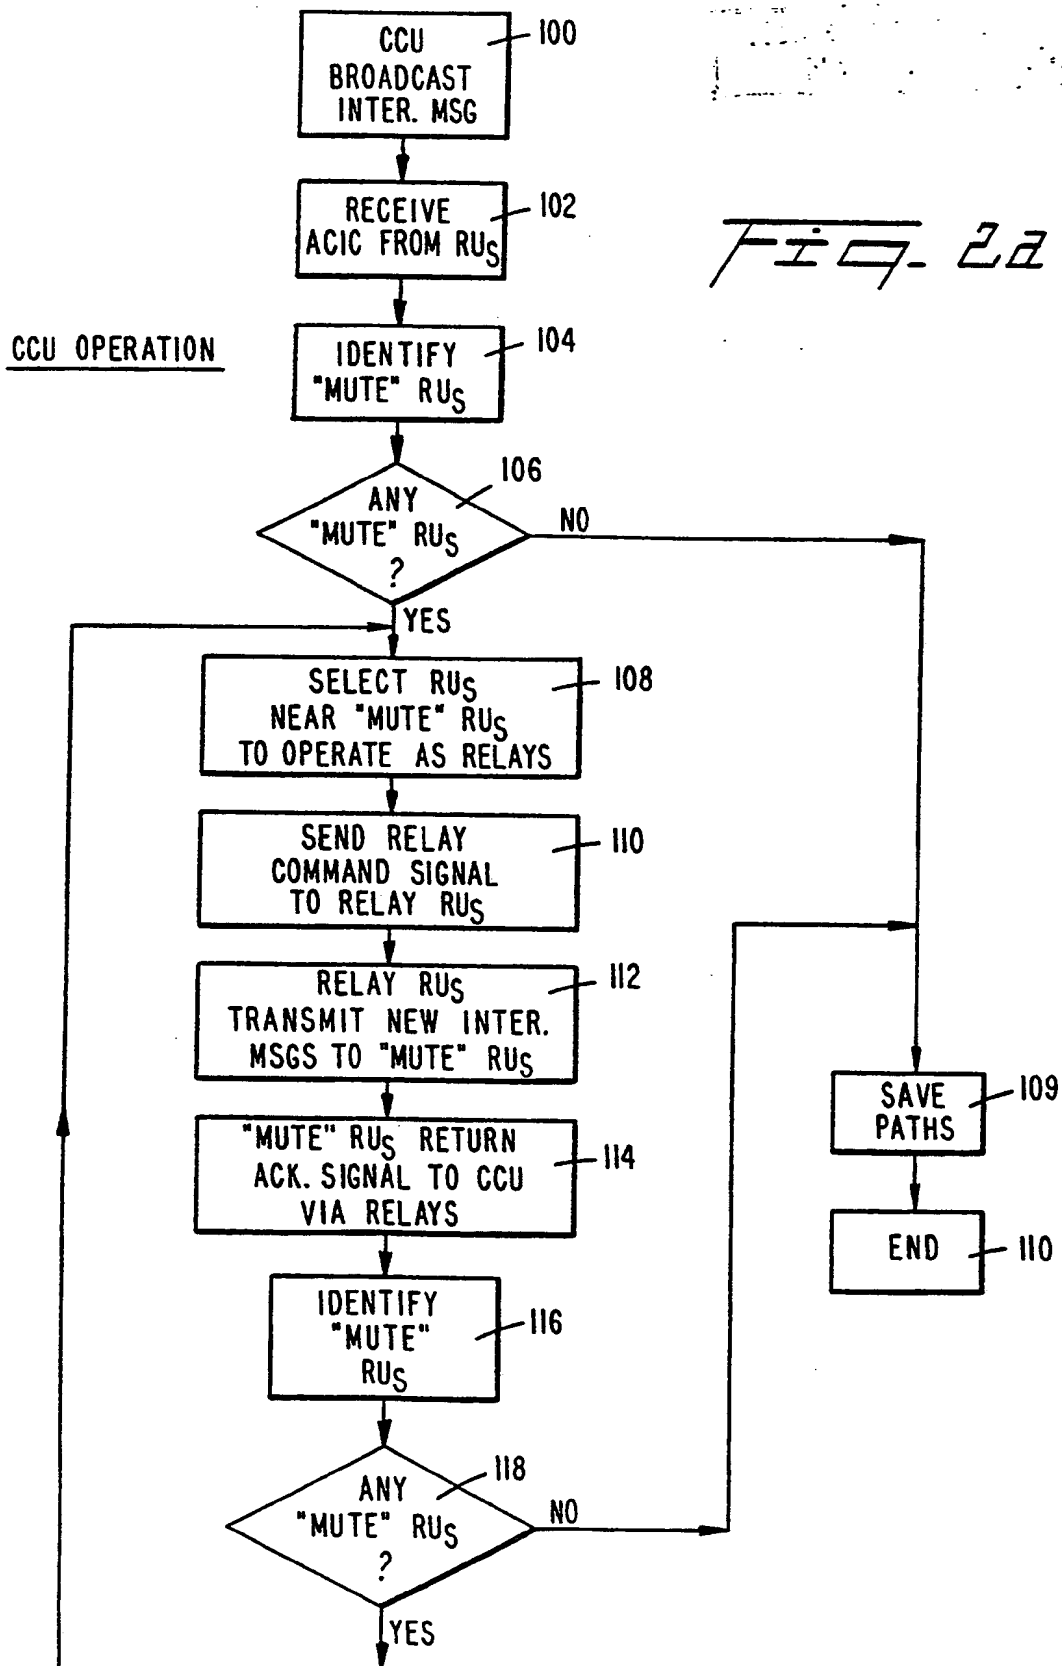 CCU
BROADCAST
INTER. MSG
100
RECEIVE
ACIC FROM RUS
102
Fig. 2a
CCU OPERATION
IDENTIFY
"MUTE" RUS
104
ANY
"MUTE" RUS
?
106
NO
YES
SELECT RUS
NEAR "MUTE" RUS
TO OPERATE AS RELAYS
108
SEND RELAY
COMMAND SIGNAL
TO RELAY RUS
110
RELAY RUS
TRANSMIT NEW INTER.
MSGS TO "MUTE" RUS
112
SAVE
PATHS
109
"MUTE" RUS RETURN
ACK. SIGNAL TO CCU
VIA RELAYS
114
END
110
IDENTIFY
"MUTE"
RUS
116
ANY
"MUTE" RUS
?
118
NO
YES